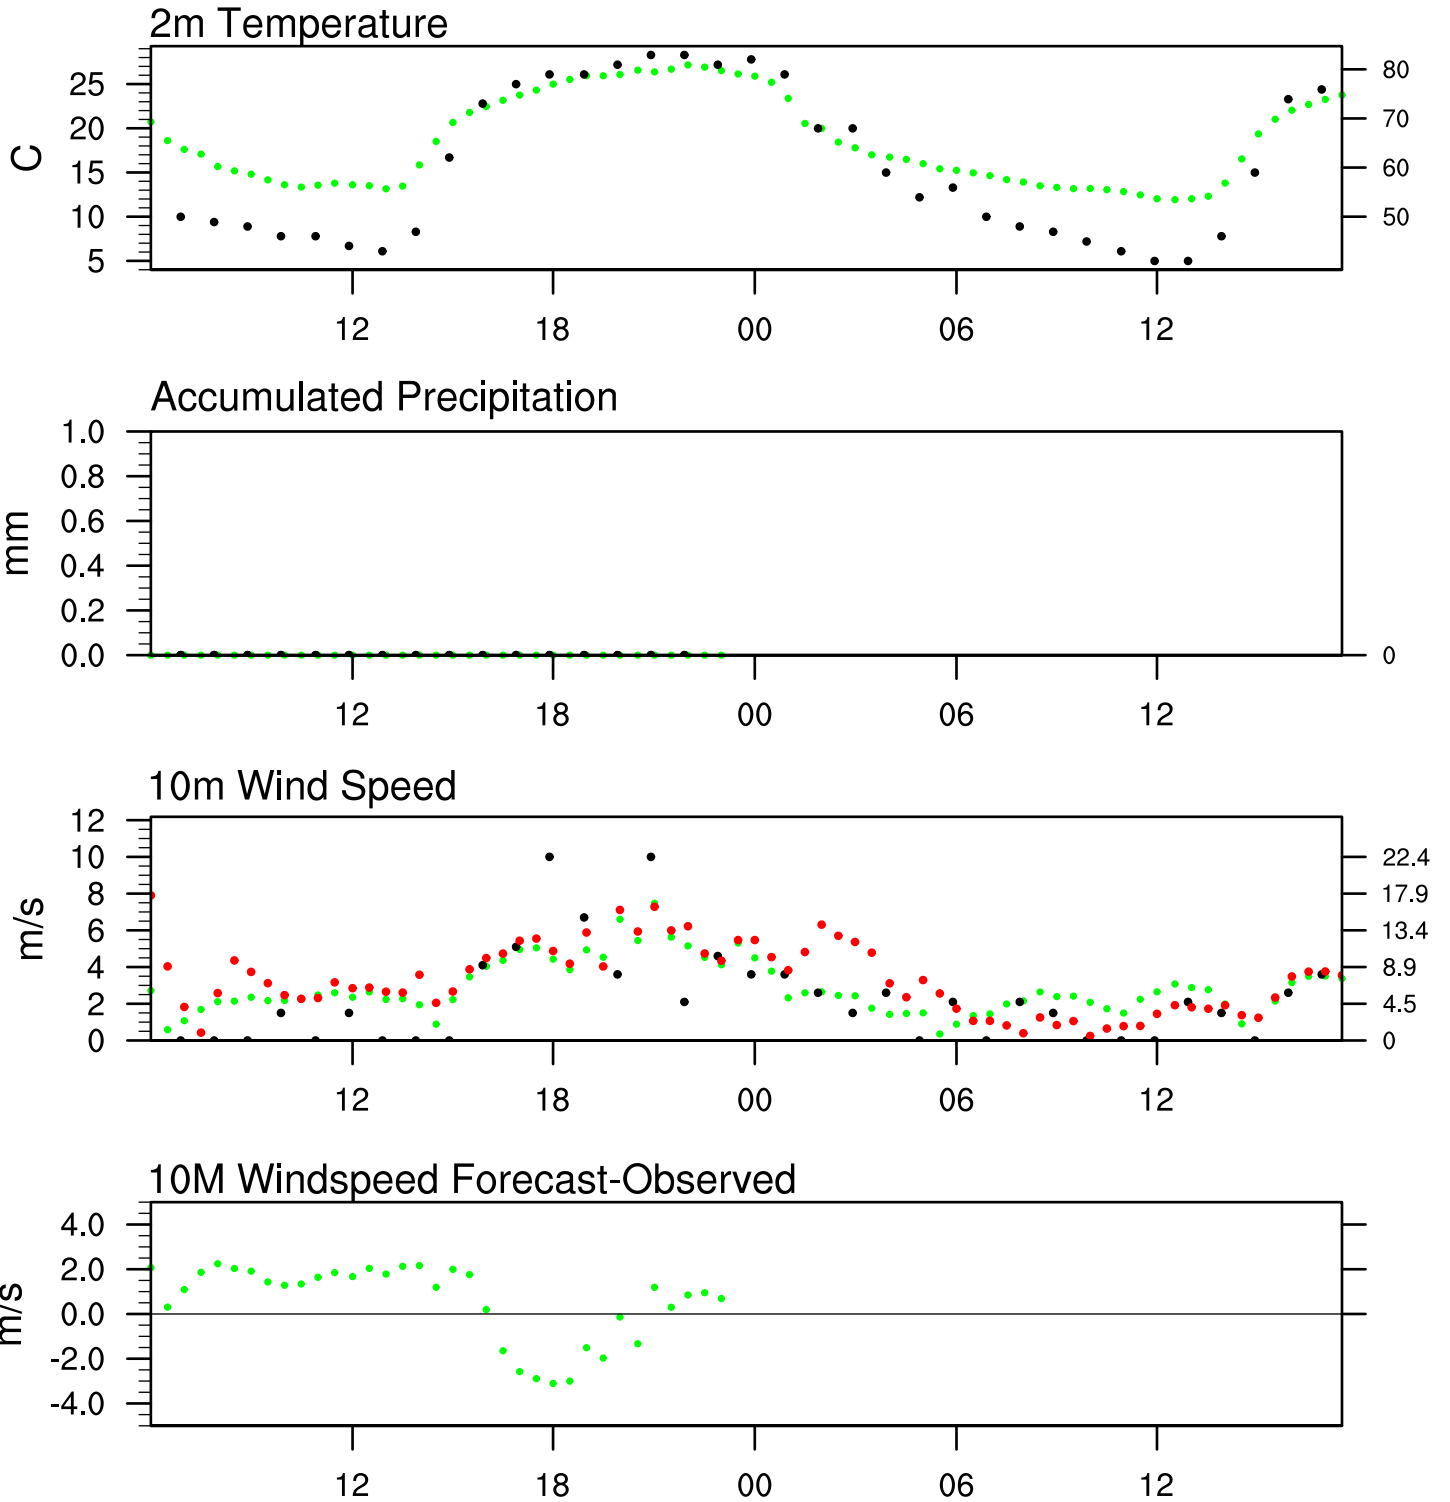 2m Temperature
25
20
15
10
5
C
80
70
60
50
12 18 00 06 12
Accumulated Precipitation
1.0
0.8
0.6
0.4
0.2
0.0
mm
0
12 18 00 06 12
10m Wind Speed
12
10
8
6
4
2
0
m/s
22.4
17.9
13.4
8.9
4.5
0
12 18 00 06 12
10M Windspeed Forecast-Observed
4.0
2.0
0.0
-2.0
-4.0
m/s
12 18 00 06 12